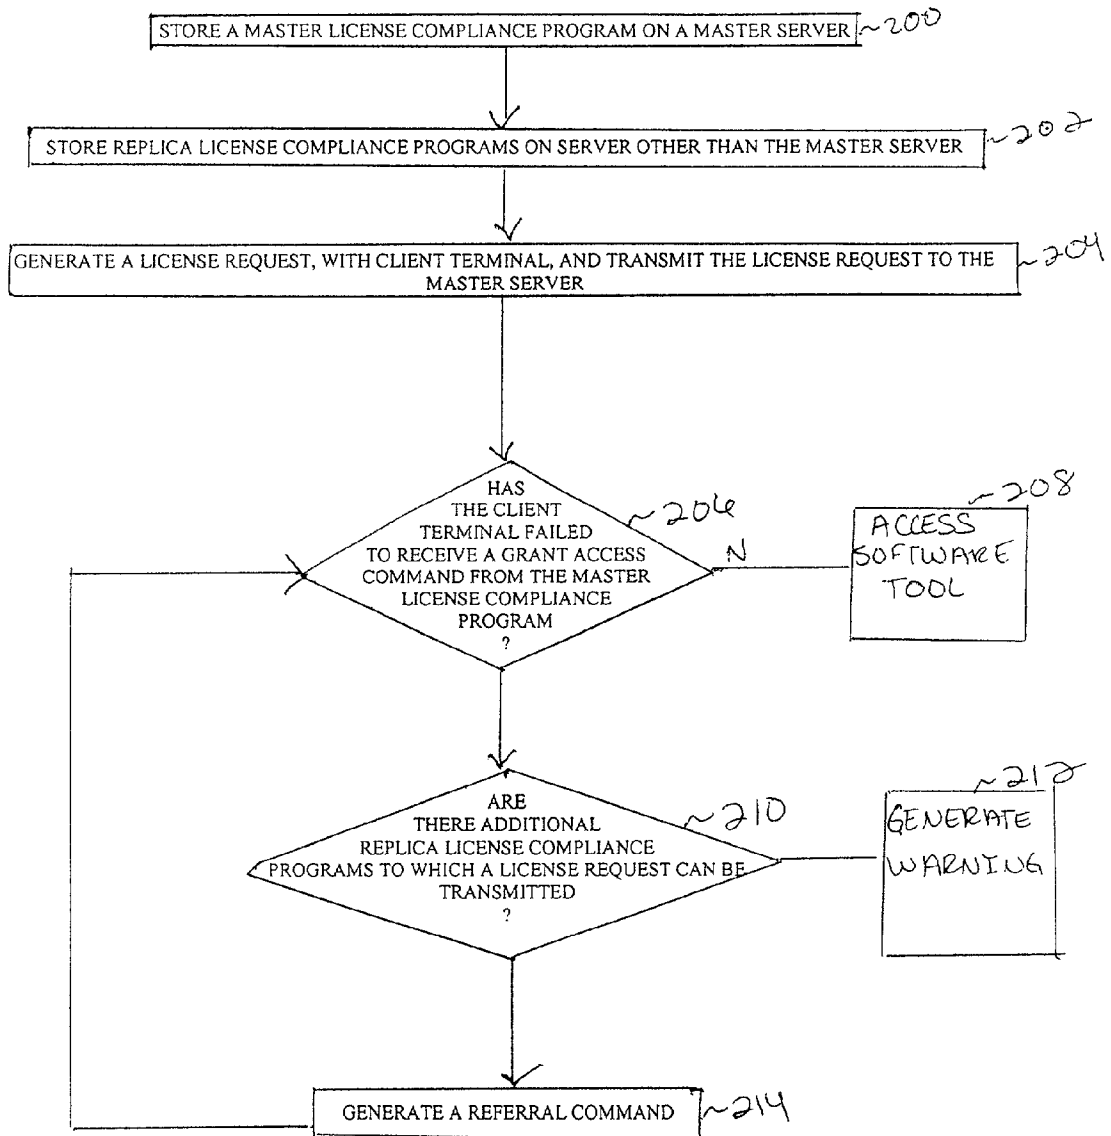 STORE A MASTER LICENSE COMPLIANCE PROGRAM ON A MASTER SERVER ~200
STORE REPLICA LICENSE COMPLIANCE PROGRAMS ON SERVER OTHER THAN THE MASTER SERVER ~202
GENERATE A LICENSE REQUEST, WITH CLIENT TERMINAL, AND TRANSMIT THE LICENSE REQUEST TO THE ~204
MASTER SERVER
HAS
THE CLIENT
TERMINAL FAILED
TO RECEIVE A GRANT ACCESS
COMMAND FROM THE MASTER
LICENSE COMPLIANCE
PROGRAM
?
~206
N
~208
ACCESS
SOFTWARE
TOOL
ARE
THERE ADDITIONAL
REPLICA LICENSE COMPLIANCE
PROGRAMS TO WHICH A LICENSE REQUEST CAN BE
TRANSMITTED
?
~210
~212
GENERATE
WARNING
GENERATE A REFERRAL COMMAND ~214